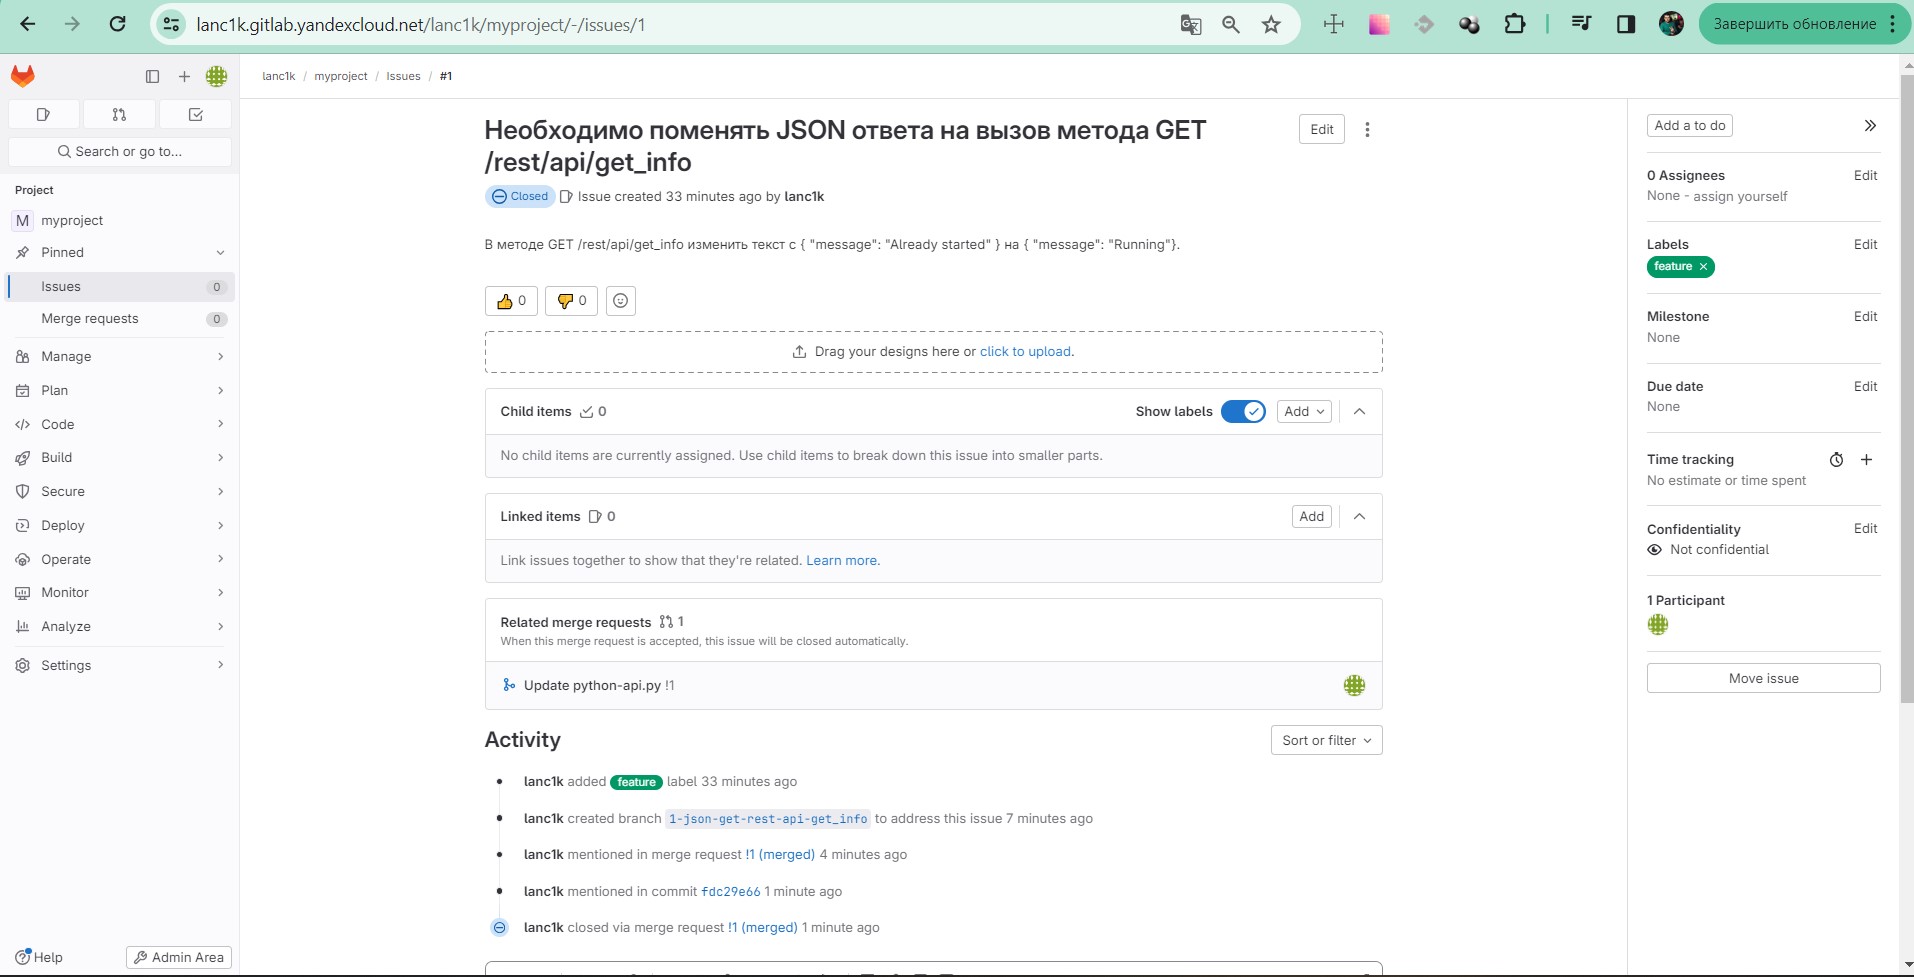 lanc1k.gitlab.yandexcloud.net/lanc1k/myproject/-/issues/1
Завершить обновление
lanc1k / myproject / Issues / #1
Search or go to...
Project
M myproject
Pinned
Issues 0
Merge requests 0
Manage
Plan
Code
Build
Secure
Deploy
Operate
Monitor
Analyze
Settings
Help
Admin Area
Необходимо поменять JSON ответа на вызов метода GET
/rest/api/get_info
Edit
Closed Issue created 33 minutes ago by lanc1k
В методе GET /rest/api/get_info изменить текст с { "message": "Already started" } на { "message": "Running"}.
0 0
Drag your designs here or click to upload.
Child items 0
Show labels Add
No child items are currently assigned. Use child items to break down this issue into smaller parts.
Linked items 0
Add
Link issues together to show that they're related. Learn more.
Related merge requests 1
When this merge request is accepted, this issue will be closed automatically.
Update python-api.py !1
Activity
Sort or filter
lanc1k added feature label 33 minutes ago
lanc1k created branch 1-json-get-rest-api-get_info to address this issue 7 minutes ago
lanc1k mentioned in merge request !1 (merged) 4 minutes ago
lanc1k mentioned in commit fdc29e66 1 minute ago
lanc1k closed via merge request !1 (merged) 1 minute ago
Add a to do
0 Assignees Edit
None - assign yourself
Labels Edit
feature
Milestone Edit
None
Due date Edit
None
Time tracking
No estimate or time spent
Confidentiality Edit
Not confidential
1 Participant
Move issue